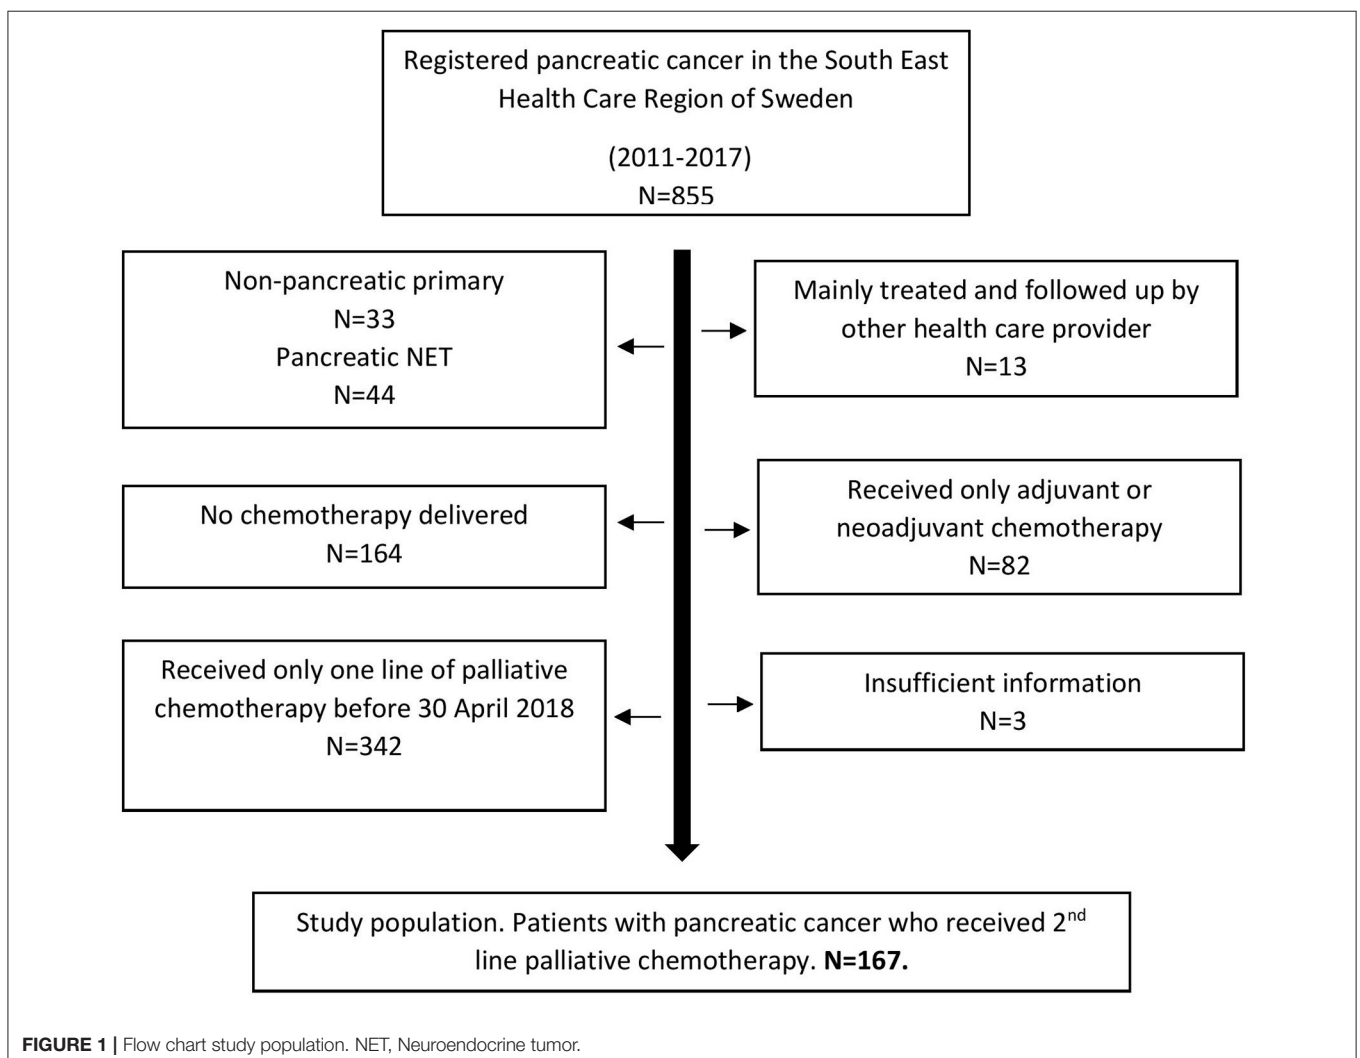 Registered pancreatic cancer in the South East
Health Care Region of Sweden
(2011-2017)
N=855
Non-pancreatic primary
N=33
Pancreatic NET
N=44
Mainly treated and followed up by
other health care provider
N=13
No chemotherapy delivered
N=164
Received only adjuvant or
neoadjuvant chemotherapy
N=82
Received only one line of palliative
chemotherapy before 30 April 2018
N=342
Insufficient information
N=3
Study population. Patients with pancreatic cancer who received 2nd
line palliative chemotherapy. N=167.
FIGURE 1 | Flow chart study population. NET, Neuroendocrine tumor.